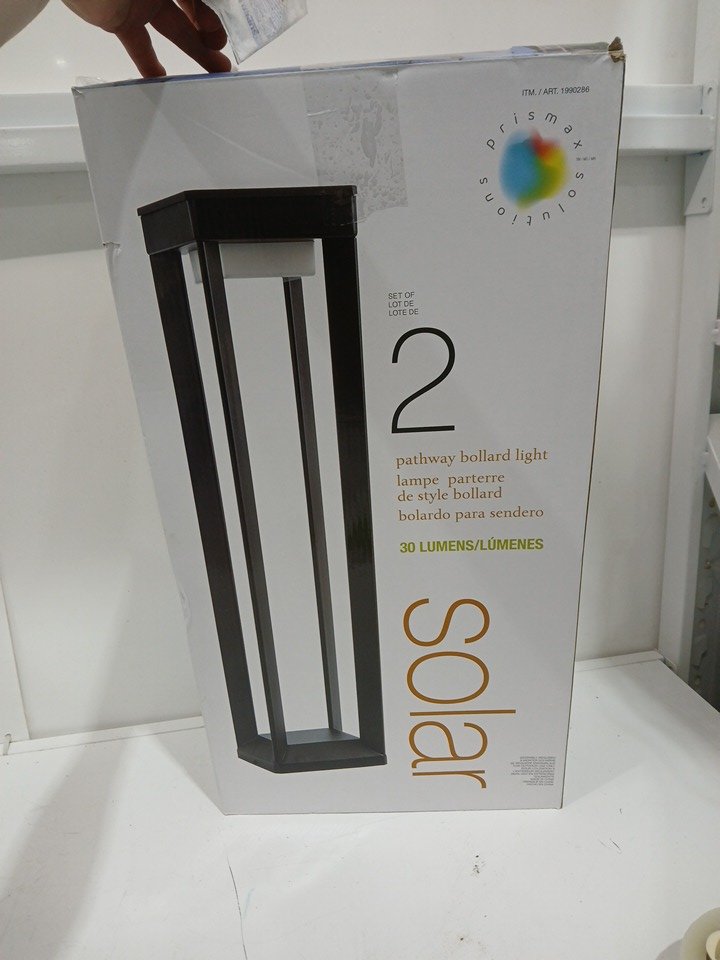 ITM. / ART. 1990286
prismax solutions
SET OF
LOT DE
LOTE DE
2
pathway bollard light
lampe parterre
de style bollard
bolardo para sendero
30 LUMENS/LÚMENES
solar